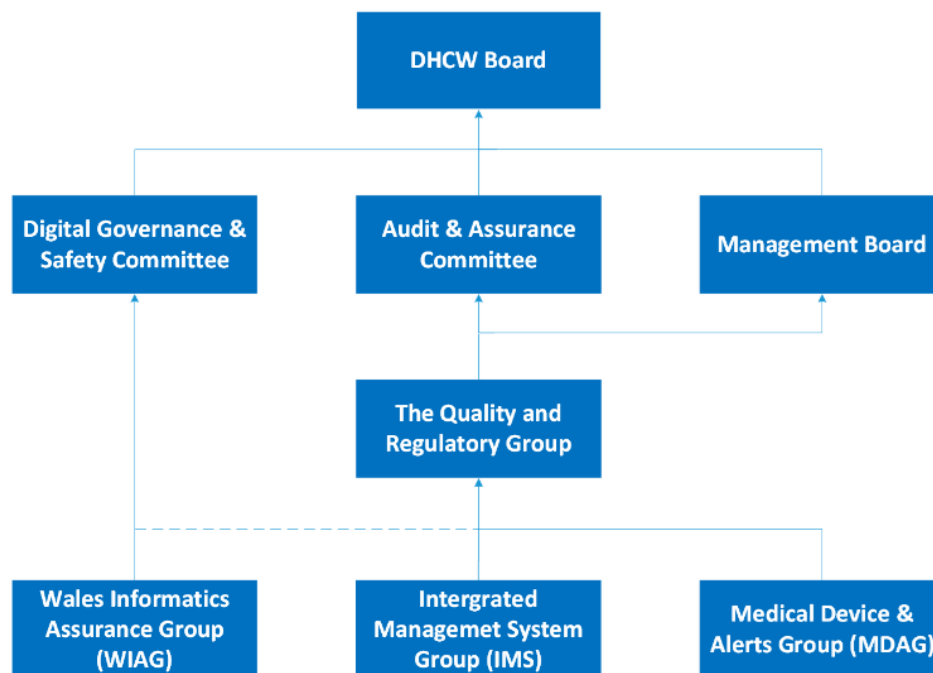 DHCW Board
Digital Governance &
Safety Committee
Audit & Assurance
Committee
Management Board
The Quality and
Regulatory Group
Wales Informatics
Assurance Group
(WIAG)
Intergrated
Managemet System
Group (IMS)
Medical Device &
Alerts Group (MDAG)